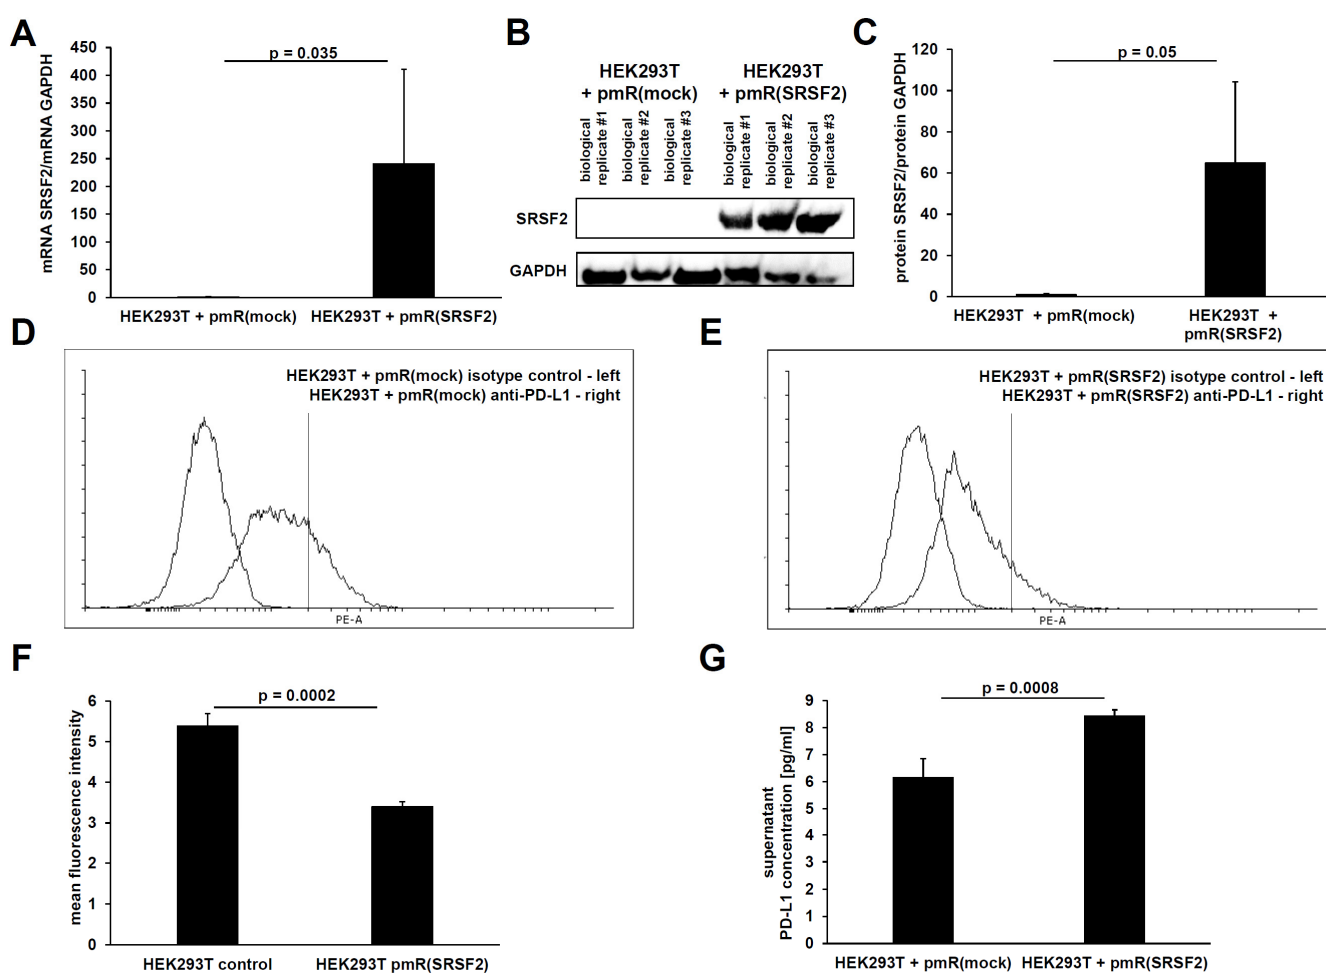 A
mRNA SRSF2/mRNA GAPDH
450
400
350
300
250
200
150
100
50
0
p = 0.035
HEK293T + pmR(mock)
HEK293T + pmR(SRSF2)
B
HEK293T
+ pmR(mock)
HEK293T
+ pmR(SRSF2)
biological
replicate #1
biological
replicate #2
biological
replicate #3
biological
replicate #1
biological
replicate #2
biological
replicate #3
SRSF2
GAPDH
C
protein SRSF2/protein GAPDH
120
100
80
60
40
20
0
p = 0.05
HEK293T + pmR(mock)
HEK293T +
pmR(SRSF2)
D
HEK293T + pmR(mock) isotype control - left
HEK293T + pmR(mock) anti-PD-L1 - right
PE-A
E
HEK293T + pmR(SRSF2) isotype control - left
HEK293T + pmR(SRSF2) anti-PD-L1 - right
PE-A
F
mean fluorescence intensity
6
5
4
3
2
1
0
p = 0.0002
HEK293T control
HEK293T pmR(SRSF2)
G
supernatant
PD-L1 concentration [pg/ml]
9
8
7
6
5
4
3
2
1
0
p = 0.0008
HEK293T + pmR(mock)
HEK293T + pmR(SRSF2)